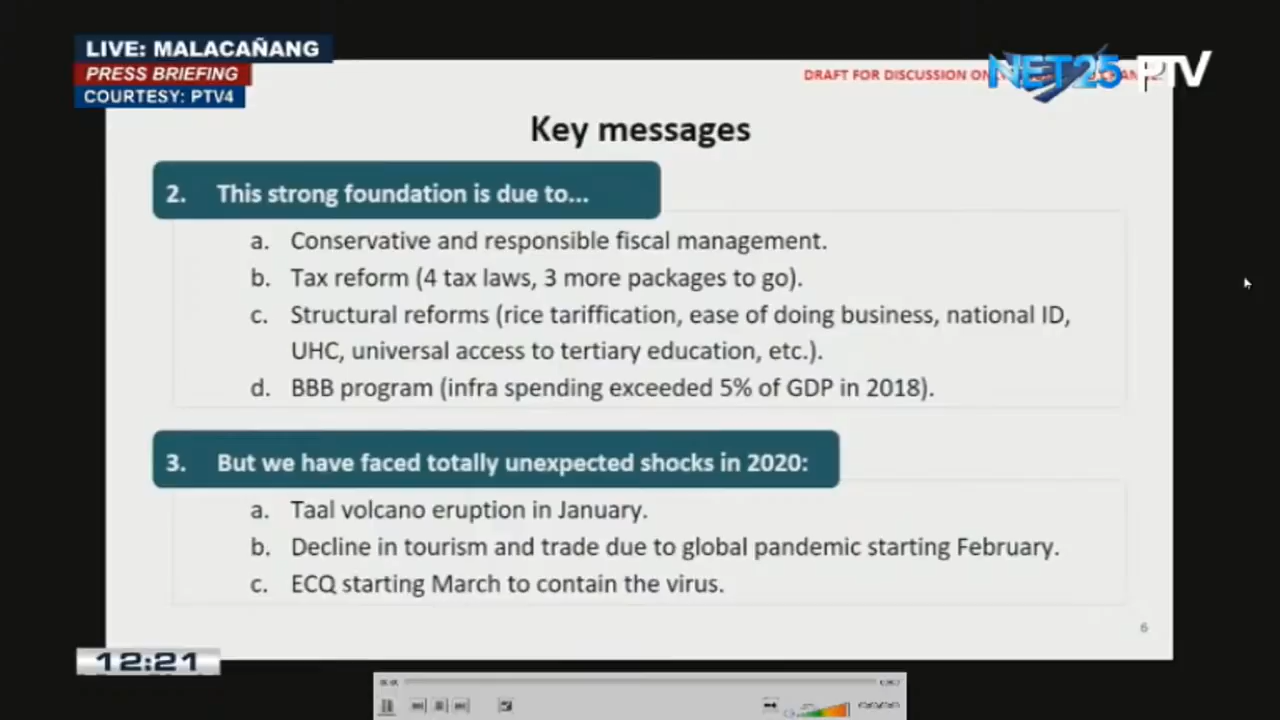 LIVE: MALACAÑANG
PRESS BRIEFING
COURTESY: PTV4
DRAFT FOR DISCUSSION
NET25 PTV
Key messages
2. This strong foundation is due to...
a. Conservative and responsible fiscal management.
b. Tax reform (4 tax laws, 3 more packages to go).
c. Structural reforms (rice tariffication, ease of doing business, national ID,
UHC, universal access to tertiary education, etc.).
d. BBB program (infra spending exceeded 5% of GDP in 2018).
3. But we have faced totally unexpected shocks in 2020:
a. Taal volcano eruption in January.
b. Decline in tourism and trade due to global pandemic starting February.
c. ECQ starting March to contain the virus.
6
12:21